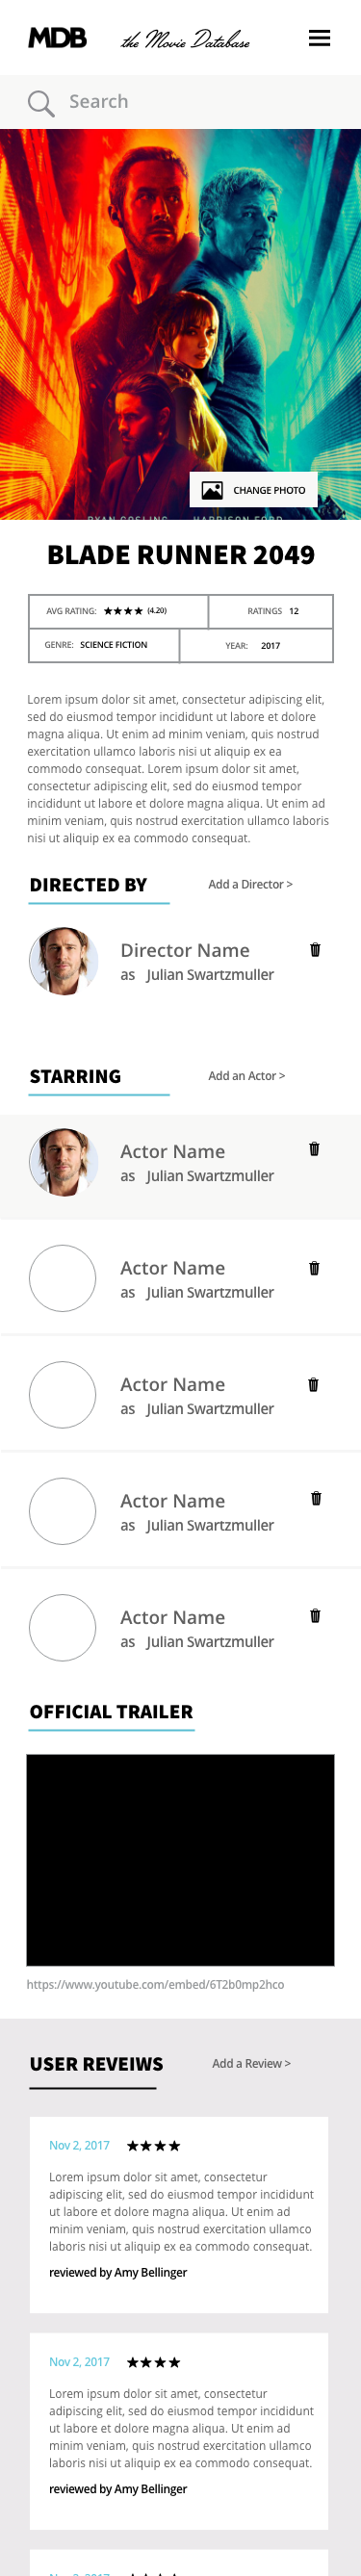 MDB the Movie Database
Search
CHANGE PHOTO
RYAN GOSLING HARRISON FORD
BLADE RUNNER 2049
AVG RATING: ★★★★ (4.20) RATINGS 12
GENRE: SCIENCE FICTION YEAR: 2017
Lorem ipsum dolor sit amet, consectetur adipiscing elit,
sed do eiusmod tempor incididunt ut labore et dolore
magna aliqua. Ut enim ad minim veniam, quis nostrud
exercitation ullamco laboris nisi ut aliquip ex ea
commodo consequat. Lorem ipsum dolor sit amet,
consectetur adipiscing elit, sed do eiusmod tempor
incididunt ut labore et dolore magna aliqua. Ut enim ad
minim veniam, quis nostrud exercitation ullamco laboris
nisi ut aliquip ex ea commodo consequat.
DIRECTED BY Add a Director >
Director Name
as Julian Swartzmuller
STARRING Add an Actor >
Actor Name
as Julian Swartzmuller
Actor Name
as Julian Swartzmuller
Actor Name
as Julian Swartzmuller
Actor Name
as Julian Swartzmuller
Actor Name
as Julian Swartzmuller
OFFICIAL TRAILER
https://www.youtube.com/embed/6T2b0mp2hco
USER REVEIWS Add a Review >
Nov 2, 2017 ★★★★
Lorem ipsum dolor sit amet, consectetur
adipiscing elit, sed do eiusmod tempor incididunt
ut labore et dolore magna aliqua. Ut enim ad
minim veniam, quis nostrud exercitation ullamco
laboris nisi ut aliquip ex ea commodo consequat.
reviewed by Amy Bellinger
Nov 2, 2017 ★★★★
Lorem ipsum dolor sit amet, consectetur
adipiscing elit, sed do eiusmod tempor incididunt
ut labore et dolore magna aliqua. Ut enim ad
minim veniam, quis nostrud exercitation ullamco
laboris nisi ut aliquip ex ea commodo consequat.
reviewed by Amy Bellinger